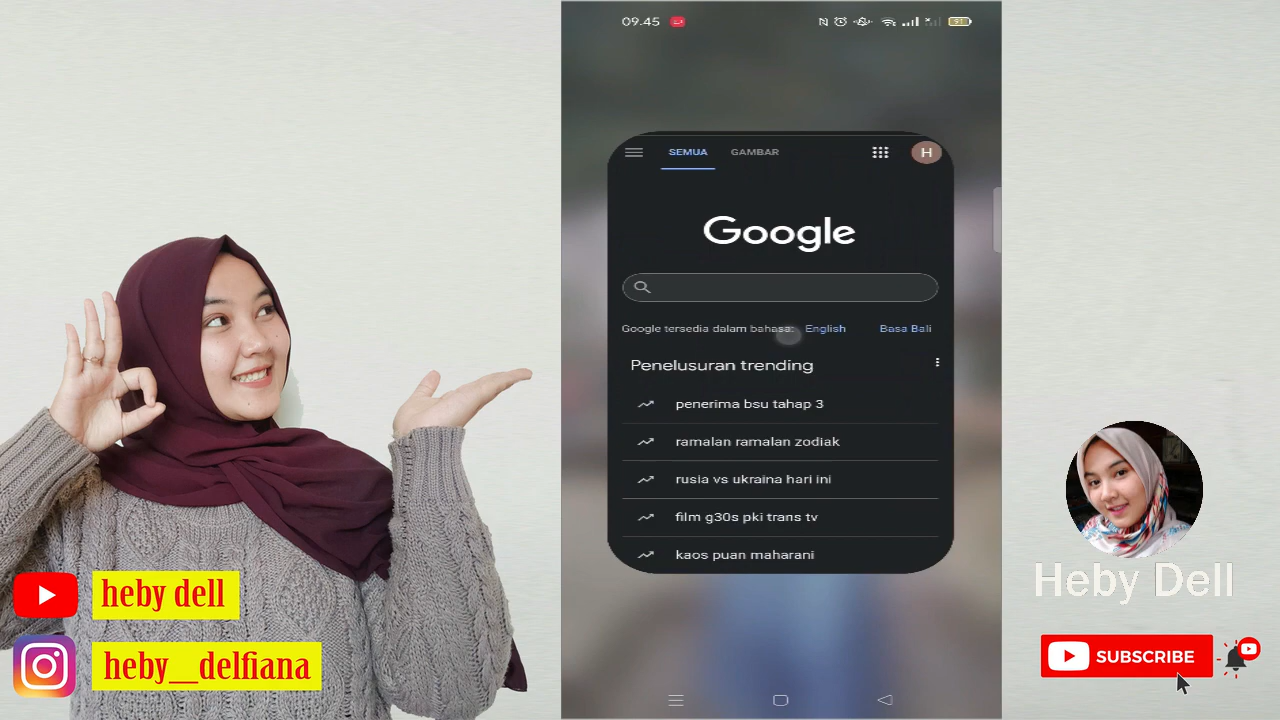 09.45
91
SEMUA GAMBAR
H
Google
Google tersedia dalam bahasa: English Basa Bali
Penelusuran trending
penerima bsu tahap 3
ramalan ramalan zodiak
rusia vs ukraina hari ini
film g30s pki trans tv
kaos puan maharani
heby dell
heby__delfiana
Heby Dell
SUBSCRIBE